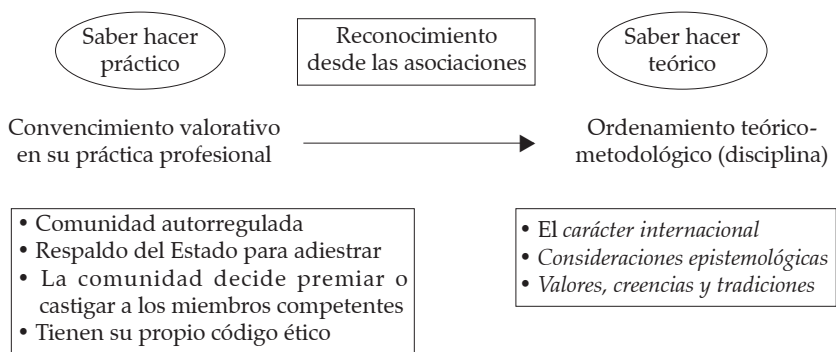 Saber hacer
práctico
Reconocimiento
desde las asociaciones
Saber hacer
teórico
Convencimiento valorativo
en su práctica profesional
Ordenamiento teórico-
metodológico (disciplina)
• Comunidad autorregulada
• Respaldo del Estado para adiestrar
• La comunidad decide premiar o
castigar a los miembros competentes
• Tienen su propio código ético
• El carácter internacional
• Consideraciones epistemológicas
• Valores, creencias y tradiciones